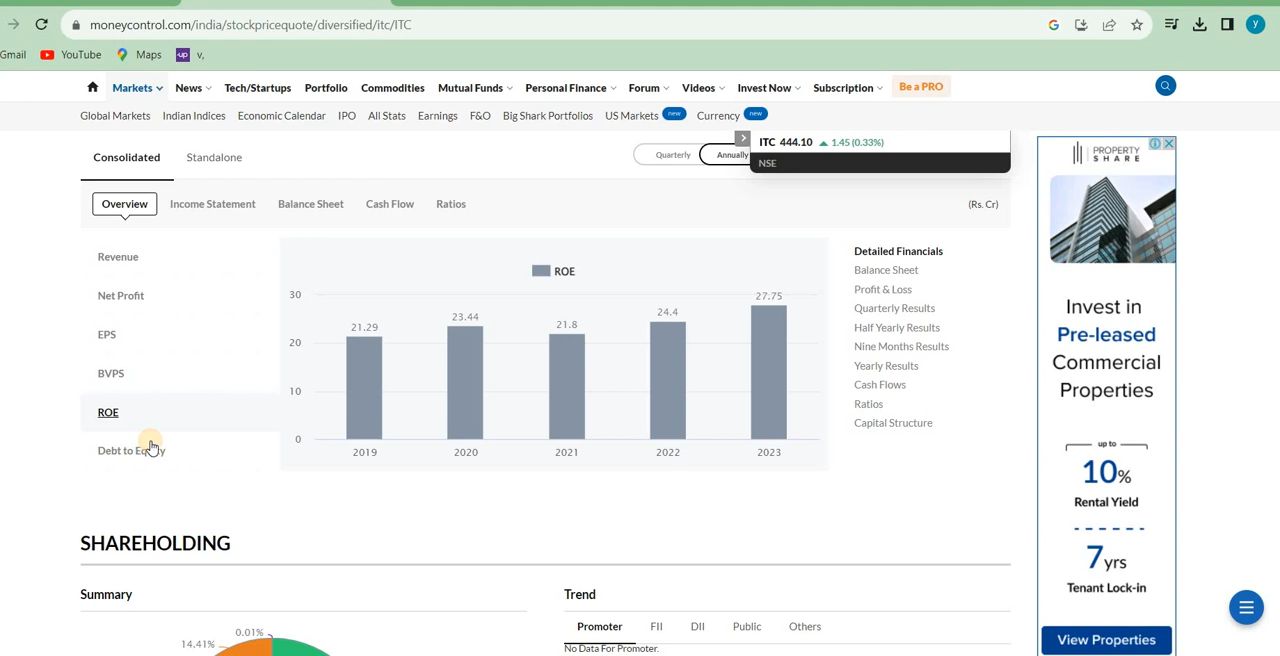 moneycontrol.com/india/stockpricequote/diversified/itc/ITC
G
y
Gmail YouTube Maps up v,
Markets News Tech/Startups Portfolio Commodities Mutual Funds Personal Finance Forum Videos Invest Now Subscription Be a PRO
Global Markets Indian Indices Economic Calendar IPO All Stats Earnings F&O Big Shark Portfolios US Markets new Currency new
ITC 444.10 1.45 (0.33%)
NSE
Consolidated Standalone
Quarterly Annually
Overview Income Statement Balance Sheet Cash Flow Ratios
(Rs. Cr)
Revenue
Net Profit
EPS
BVPS
ROE
Debt to Equity
ROE
30
20
10
0
21.29
23.44
21.8
24.4
27.75
2019 2020 2021 2022 2023
Detailed Financials
Balance Sheet
Profit & Loss
Quarterly Results
Half Yearly Results
Nine Months Results
Yearly Results
Cash Flows
Ratios
Capital Structure
SHAREHOLDING
Summary
0.01%
14.41%
Trend
Promoter FII DII Public Others
No Data For Promoter.
PROPERTY
SHARE
Invest in
Pre-leased
Commercial
Properties
up to
10%
Rental Yield
7yrs
Tenant Lock-in
View Properties